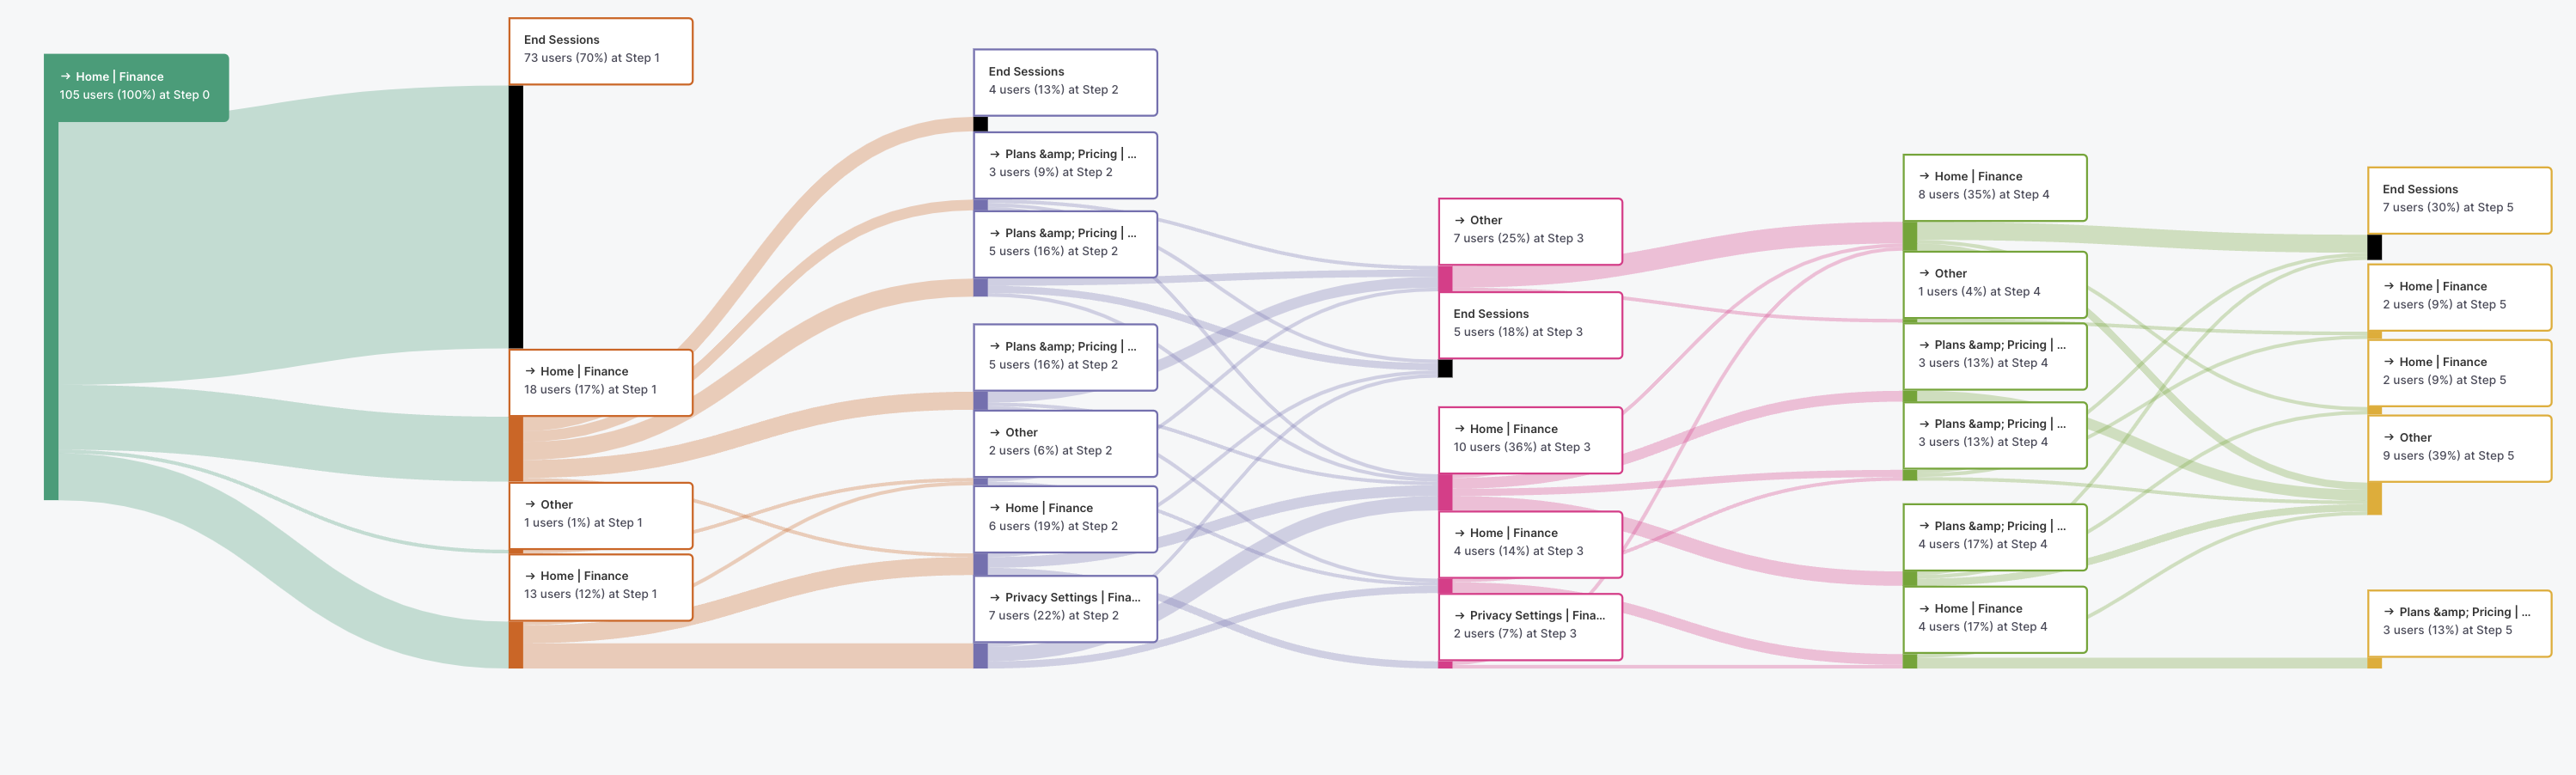 → Home | Finance
105 users (100%) at Step 0
End Sessions
73 users (70%) at Step 1
→ Home | Finance
18 users (17%) at Step 1
→ Other
1 users (1%) at Step 1
→ Home | Finance
13 users (12%) at Step 1
End Sessions
4 users (13%) at Step 2
→ Plans &amp; Pricing | ...
3 users (9%) at Step 2
→ Plans &amp; Pricing | ...
5 users (16%) at Step 2
→ Plans &amp; Pricing | ...
5 users (16%) at Step 2
→ Other
2 users (6%) at Step 2
→ Home | Finance
6 users (19%) at Step 2
→ Privacy Settings | Fina...
7 users (22%) at Step 2
→ Other
7 users (25%) at Step 3
End Sessions
5 users (18%) at Step 3
→ Home | Finance
10 users (36%) at Step 3
→ Home | Finance
4 users (14%) at Step 3
→ Privacy Settings | Fina...
2 users (7%) at Step 3
→ Home | Finance
8 users (35%) at Step 4
→ Other
1 users (4%) at Step 4
→ Plans &amp; Pricing | ...
3 users (13%) at Step 4
→ Plans &amp; Pricing | ...
3 users (13%) at Step 4
→ Plans &amp; Pricing | ...
4 users (17%) at Step 4
→ Home | Finance
4 users (17%) at Step 4
End Sessions
7 users (30%) at Step 5
→ Home | Finance
2 users (9%) at Step 5
→ Home | Finance
2 users (9%) at Step 5
→ Other
9 users (39%) at Step 5
→ Plans &amp; Pricing | ...
3 users (13%) at Step 5